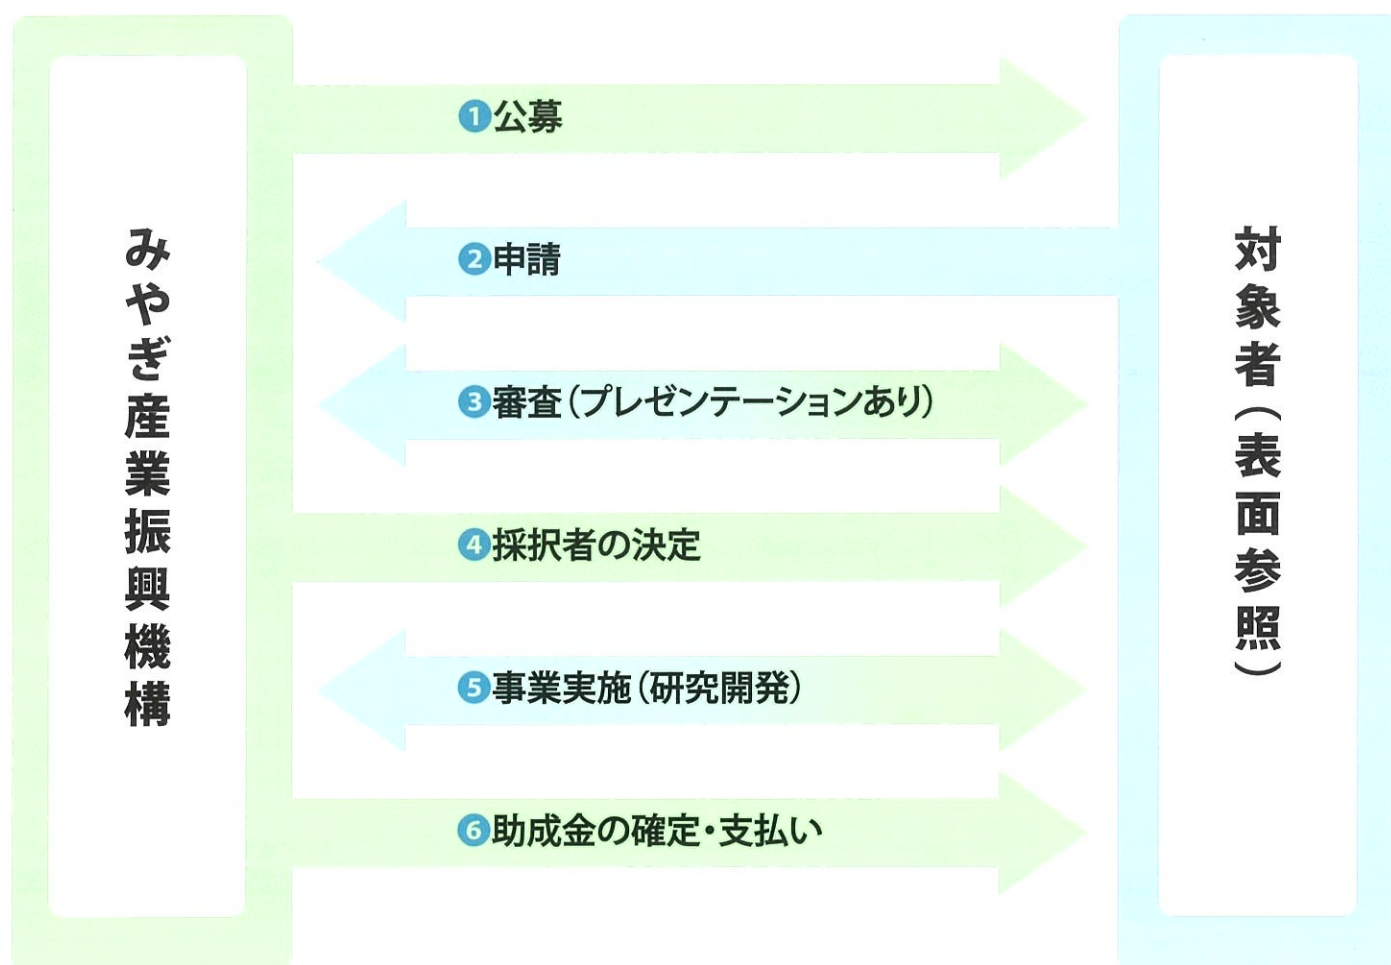 みやぎ産業振興機構
❶公募
❷申請
❸審査（プレゼンテーションあり）
❹採択者の決定
❺事業実施（研究開発）
❻助成金の確定・支払い
対象者（表面参照）